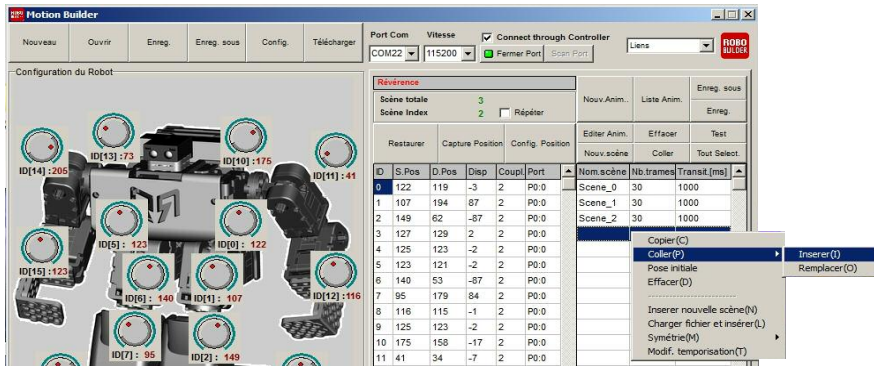 Motion Builder
Nouveau
Ouvrir
Enreg.
Enreg. sous
Config.
Télécharger
Port Com
Vitesse
Connect through Controller
COM22
115200
Fermer Port
Scan Port
Liens
ROBO
BUILDER
Configuration du Robot
ID[14] :205
ID[13] :73
ID[10] :175
ID[11] : 41
ID[5] : 123
ID[0] : 122
ID[15] :123
ID[6] : 140
ID[1] : 107
ID[12] :116
ID[7] : 95
ID[2] : 149
Révérence
Scène totale 3
Scène Index 2
Répéter
Restaurer
Capture Position
Config. Position
Nouv.Anim..
Liste Anim.
Enreg. sous
Enreg.
Editer Anim.
Effacer
Test
Nouv.scène
Coller
Tout Select.
ID S.Pos D.Pos Disp Coupl. Port
0 122 119 -3 2 P0:0
1 107 194 87 2 P0:0
2 149 62 -87 2 P0:0
3 127 129 2 2 P0:0
4 125 123 -2 2 P0:0
5 123 121 -2 2 P0:0
6 140 53 -87 2 P0:0
7 95 179 84 2 P0:0
8 116 115 -1 2 P0:0
9 125 123 -2 2 P0:0
10 175 158 -17 2 P0:0
11 41 34 -7 2 P0:0
Nom.scène Nb.trames Transit.[ms]
Scene_0 30 1000
Scene_1 30 1000
Scene_2 30 1000
Copier(C)
Coller(P)
Pose initiale
Effacer(D)
Inserer nouvelle scène(N)
Charger fichier et insérer(L)
Symétrie(M)
Modif. temporisation(T)
Inserer(I)
Remplacer(O)